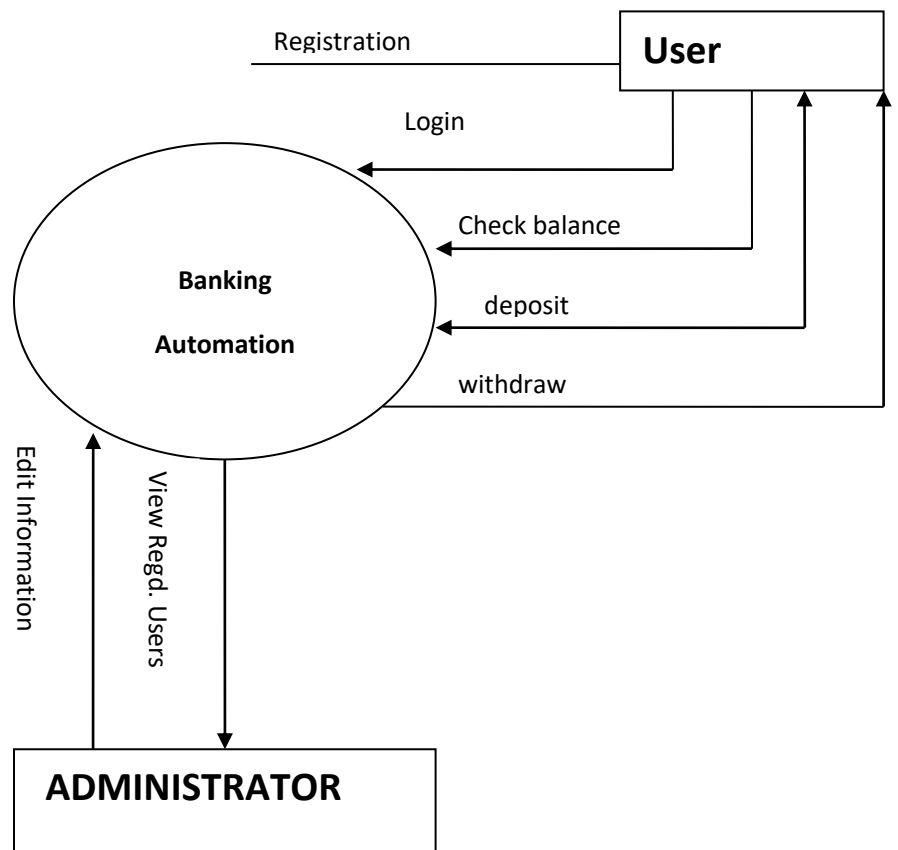 Registration
User
Login
Check balance
Banking
Automation
deposit
withdraw
Edit Information
View Regd. Users
ADMINISTRATOR